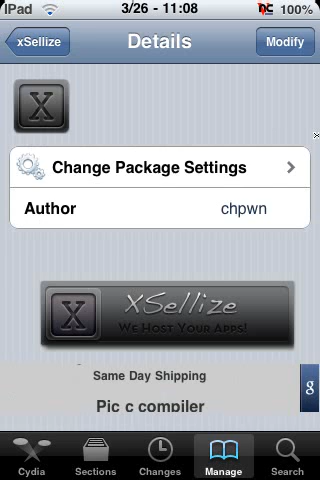 iPad 3/26 - 11:08 100%
xSellize Details Modify
X
Change Package Settings
Author chpwn
X XSellize
We Host Your Apps!
Same Day Shipping
g
Pic c compiler
Cydia Sections Changes Manage Search